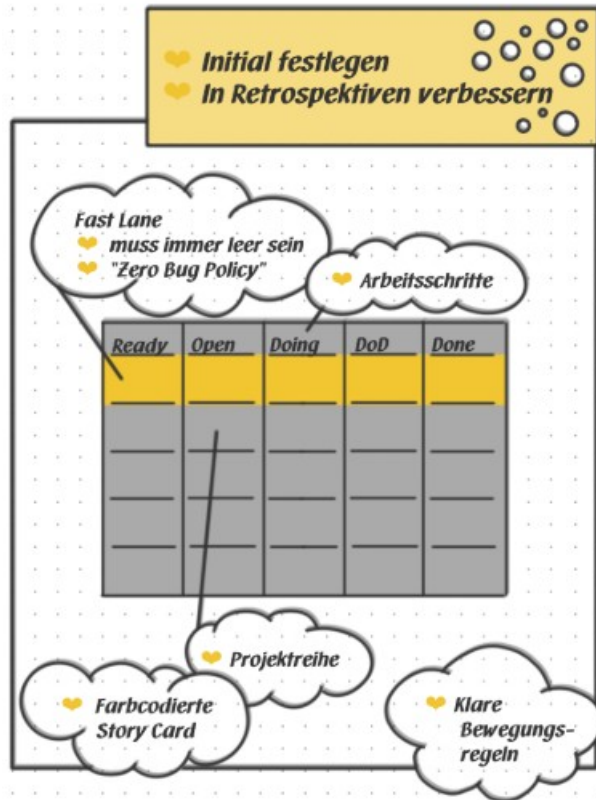 Initial festlegen
In Retrospektiven verbessern
Fast Lane
muss immer leer sein
"Zero Bug Policy"
Arbeitsschritte
Ready Open Doing DoD Done
Projektreihe
Farbcodierte
Story Card
Klare
Bewegungs-
regeln